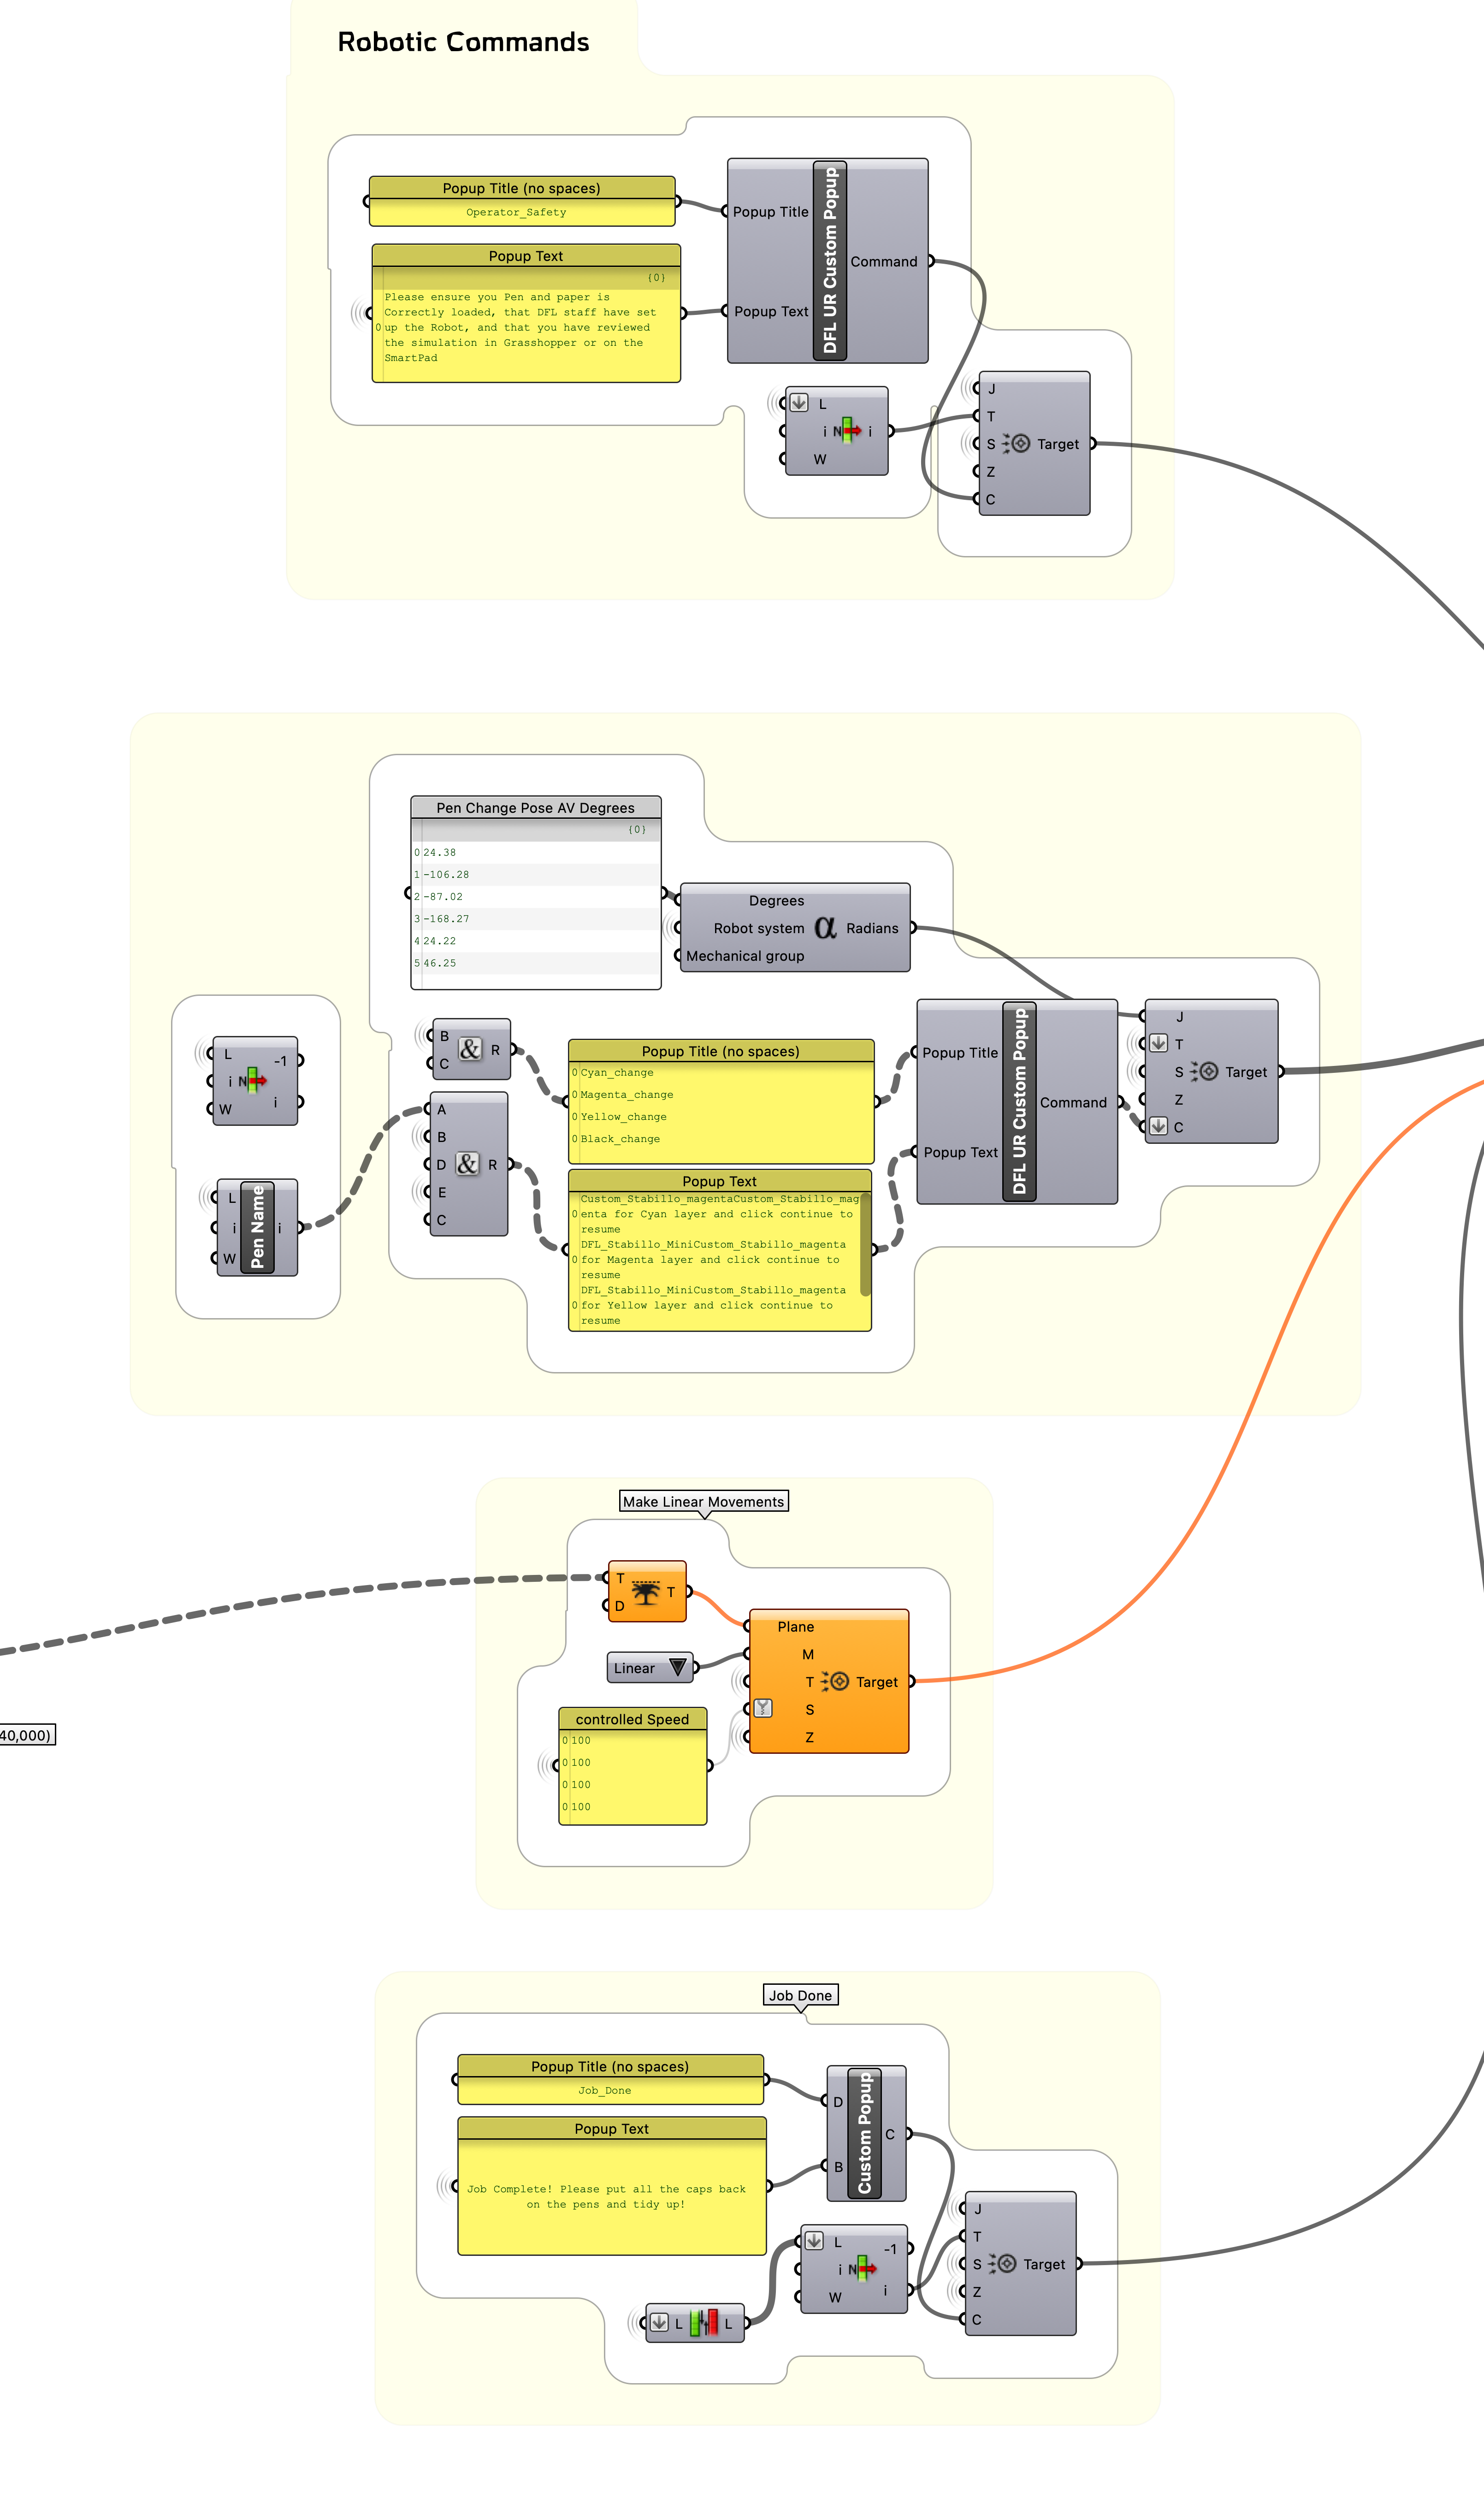 Robotic Commands
Popup Title (no spaces)
Operator_Safety
Popup Text
{0}
0 Please ensure you Pen and paper is
Correctly loaded, that DFL staff have set
up the Robot, and that you have reviewed
the simulation in Grasshopper or on the
SmartPad
Popup Title
Popup Text
DFL UR Custom Popup
Command
L
i N i
W
J
T
S
Z
C
Target
Pen Change Pose AV Degrees
{0}
0 24.38
1 -106.28
2 -87.02
3 -168.27
4 24.22
5 46.25
Degrees
Robot system
Mechanical group
α
Radians
L
i
W
N
-1
i
L
i
W
Pen Name
i
B
C
&
R
A
B
D
E
C
&
R
Popup Title (no spaces)
0 Cyan_change
0 Magenta_change
0 Yellow_change
0 Black_change
Popup Text
Custom_Stabillo_magentaCustom_Stabillo_mag
0 enta for Cyan layer and click continue to
resume
DFL_Stabillo_MiniCustom_Stabillo_magenta
0 for Magenta layer and click continue to
resume
DFL_Stabillo_MiniCustom_Stabillo_magenta
0 for Yellow layer and click continue to
resume
Popup Title
Popup Text
DFL UR Custom Popup
Command
J
T
S
Z
C
Target
Make Linear Movements
T
D
T
Linear
controlled Speed
0 100
0 100
0 100
0 100
Plane
M
T
S
Z
Target
40,000)
Job Done
Popup Title (no spaces)
Job_Done
Popup Text
Job Complete! Please put all the caps back
on the pens and tidy up!
D
B
Custom Popup
C
L
L
L
i
W
N
-1
i
J
T
S
Z
C
Target